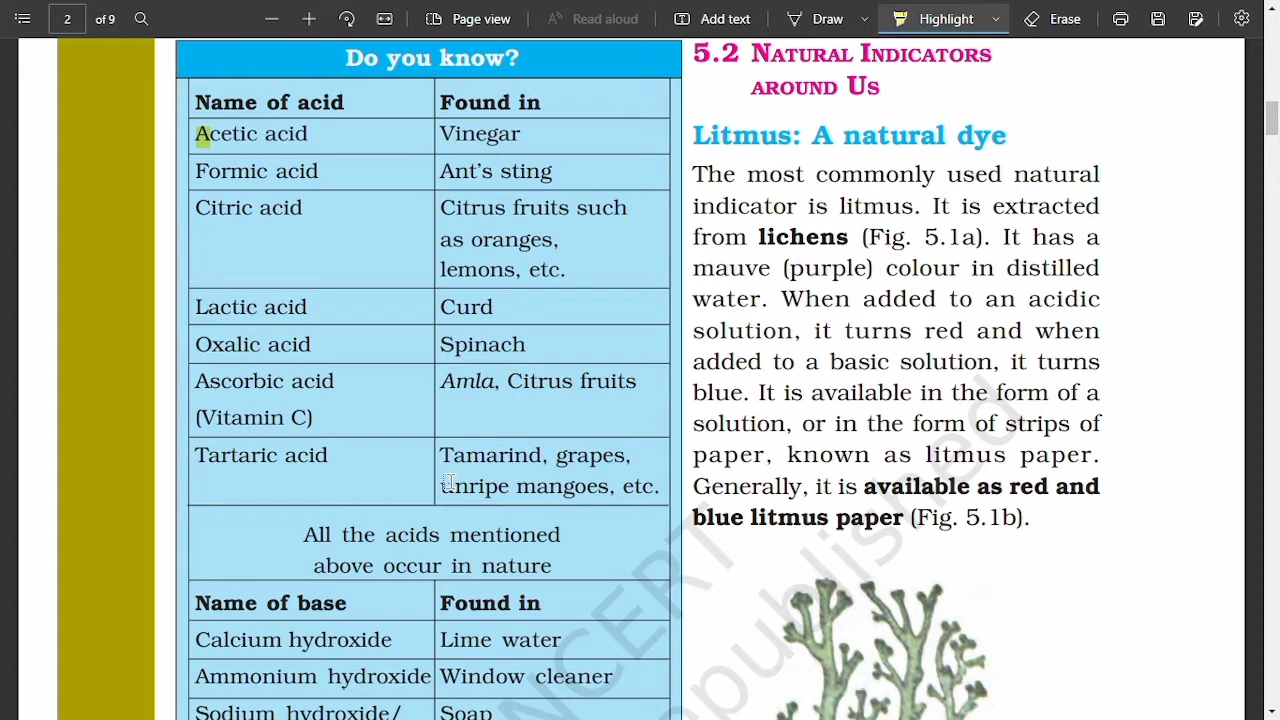 2 of 9
Page view
Read aloud
Add text
Draw
Highlight
Erase
Do you know?
Name of acid Found in
Acetic acid Vinegar
Formic acid Ant's sting
Citric acid Citrus fruits such
as oranges,
lemons, etc.
Lactic acid Curd
Oxalic acid Spinach
Ascorbic acid Amla, Citrus fruits
(Vitamin C)
Tartaric acid Tamarind, grapes,
unripe mangoes, etc.
All the acids mentioned
above occur in nature
Name of base Found in
Calcium hydroxide Lime water
Ammonium hydroxide Window cleaner
Sodium hydroxide/ Soap
5.2 NATURAL INDICATORS
AROUND US
Litmus: A natural dye
The most commonly used natural
indicator is litmus. It is extracted
from lichens (Fig. 5.1a). It has a
mauve (purple) colour in distilled
water. When added to an acidic
solution, it turns red and when
added to a basic solution, it turns
blue. It is available in the form of a
solution, or in the form of strips of
paper, known as litmus paper.
Generally, it is available as red and
blue litmus paper (Fig. 5.1b).
NCERT
published